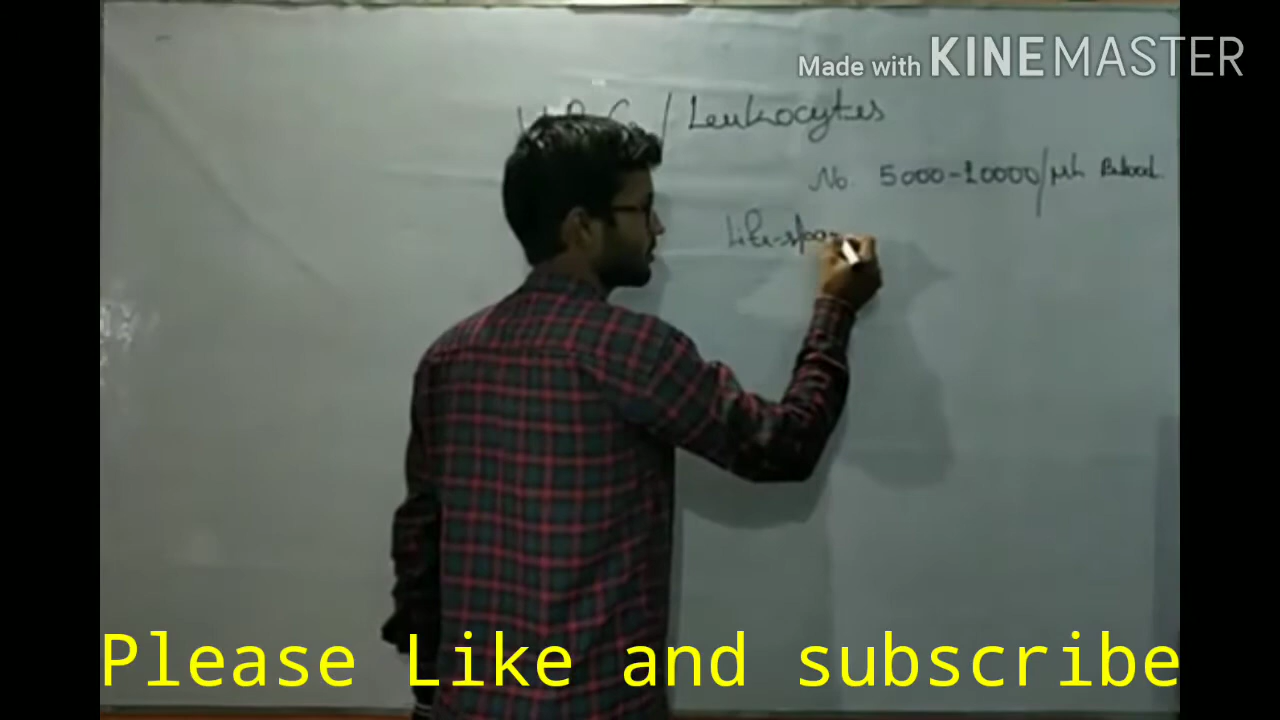 Made with KINEMASTER
/ Leukocytes
No. 5000-10000/μL Blood
Life-span
Please Like and subscribe